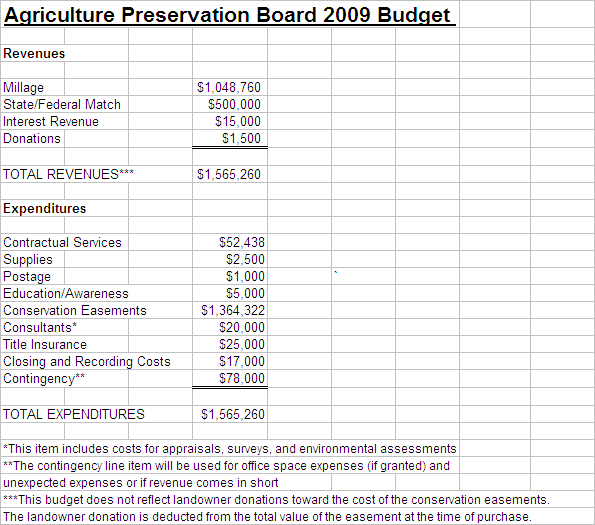 Agriculture Preservation Board 2009 Budget
Revenues
Millage $1,048,760
State/Federal Match $500,000
Interest Revenue $15,000
Donations $1,500
TOTAL REVENUES*** $1,565,260
Expenditures
Contractual Services $52,438
Supplies $2,500
Postage $1,000
Education/Awareness $5,000
Conservation Easements $1,364,322
Consultants* $20,000
Title Insurance $25,000
Closing and Recording Costs $17,000
Contingency** $78,000
TOTAL EXPENDITURES $1,565,260
*This item includes costs for appraisals, surveys, and environmental assessments
**The contingency line item will be used for office space expenses (if granted) and
unexpected expenses or if revenue comes in short
***This budget does not reflect landowner donations toward the cost of the conservation easements.
The landowner donation is deducted from the total value of the easement at the time of purchase.